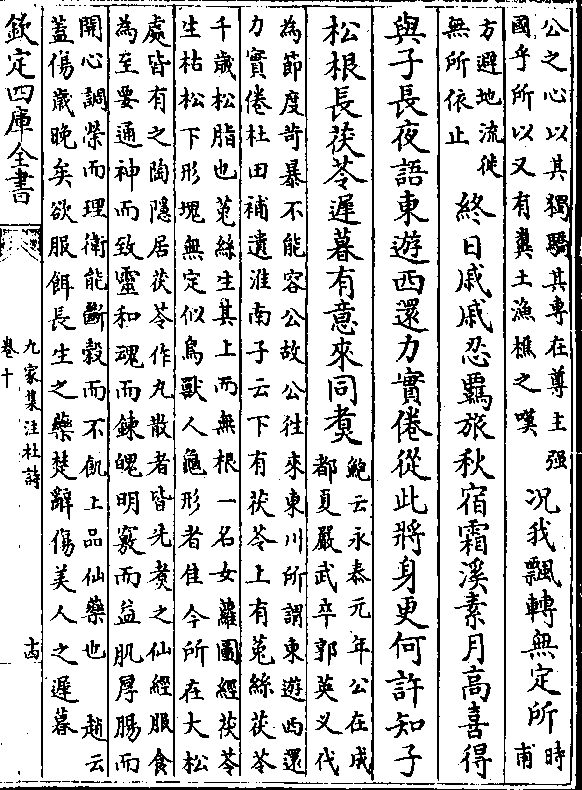 公之心以其獨驕其專在尊主强
國乎所以又有糞土漁樵之嘆
況我飄轉無定所
時甫
方避地流徙
無所依止
終日戚戚忍羈旅秋宿霜溪素月高喜得
與子長夜語東遊西還力實倦從此將身更何許知子
松根長茯苓遲暮有意來同煑
鮑云永泰元年公在成
都夏嚴武卒郭英乂代
為節度苛暴不能容公故公往來東川所謂東遊西還
力實倦杜田補遺淮南子云下有茯苓上有菟絲茯苓
千歲松脂也菟絲生其上而無根一名女蘿圖經茯苓
生枯松下形塊無定似鳥獸人龜形者佳今所在大松
處皆有之陶隱居茯苓作丸散者皆先煑之仙經服食
為至要通神而致靈和魂而鍊魄明竅而益肌厚腸而
開心調榮而理衛能斷穀而不飢上品仙藥也 趙云
蓋傷歲晚矣欲服餌長生之藥楚辭傷美人之遲暮
欽定四庫全書
九家集注杜詩
卷十
十四